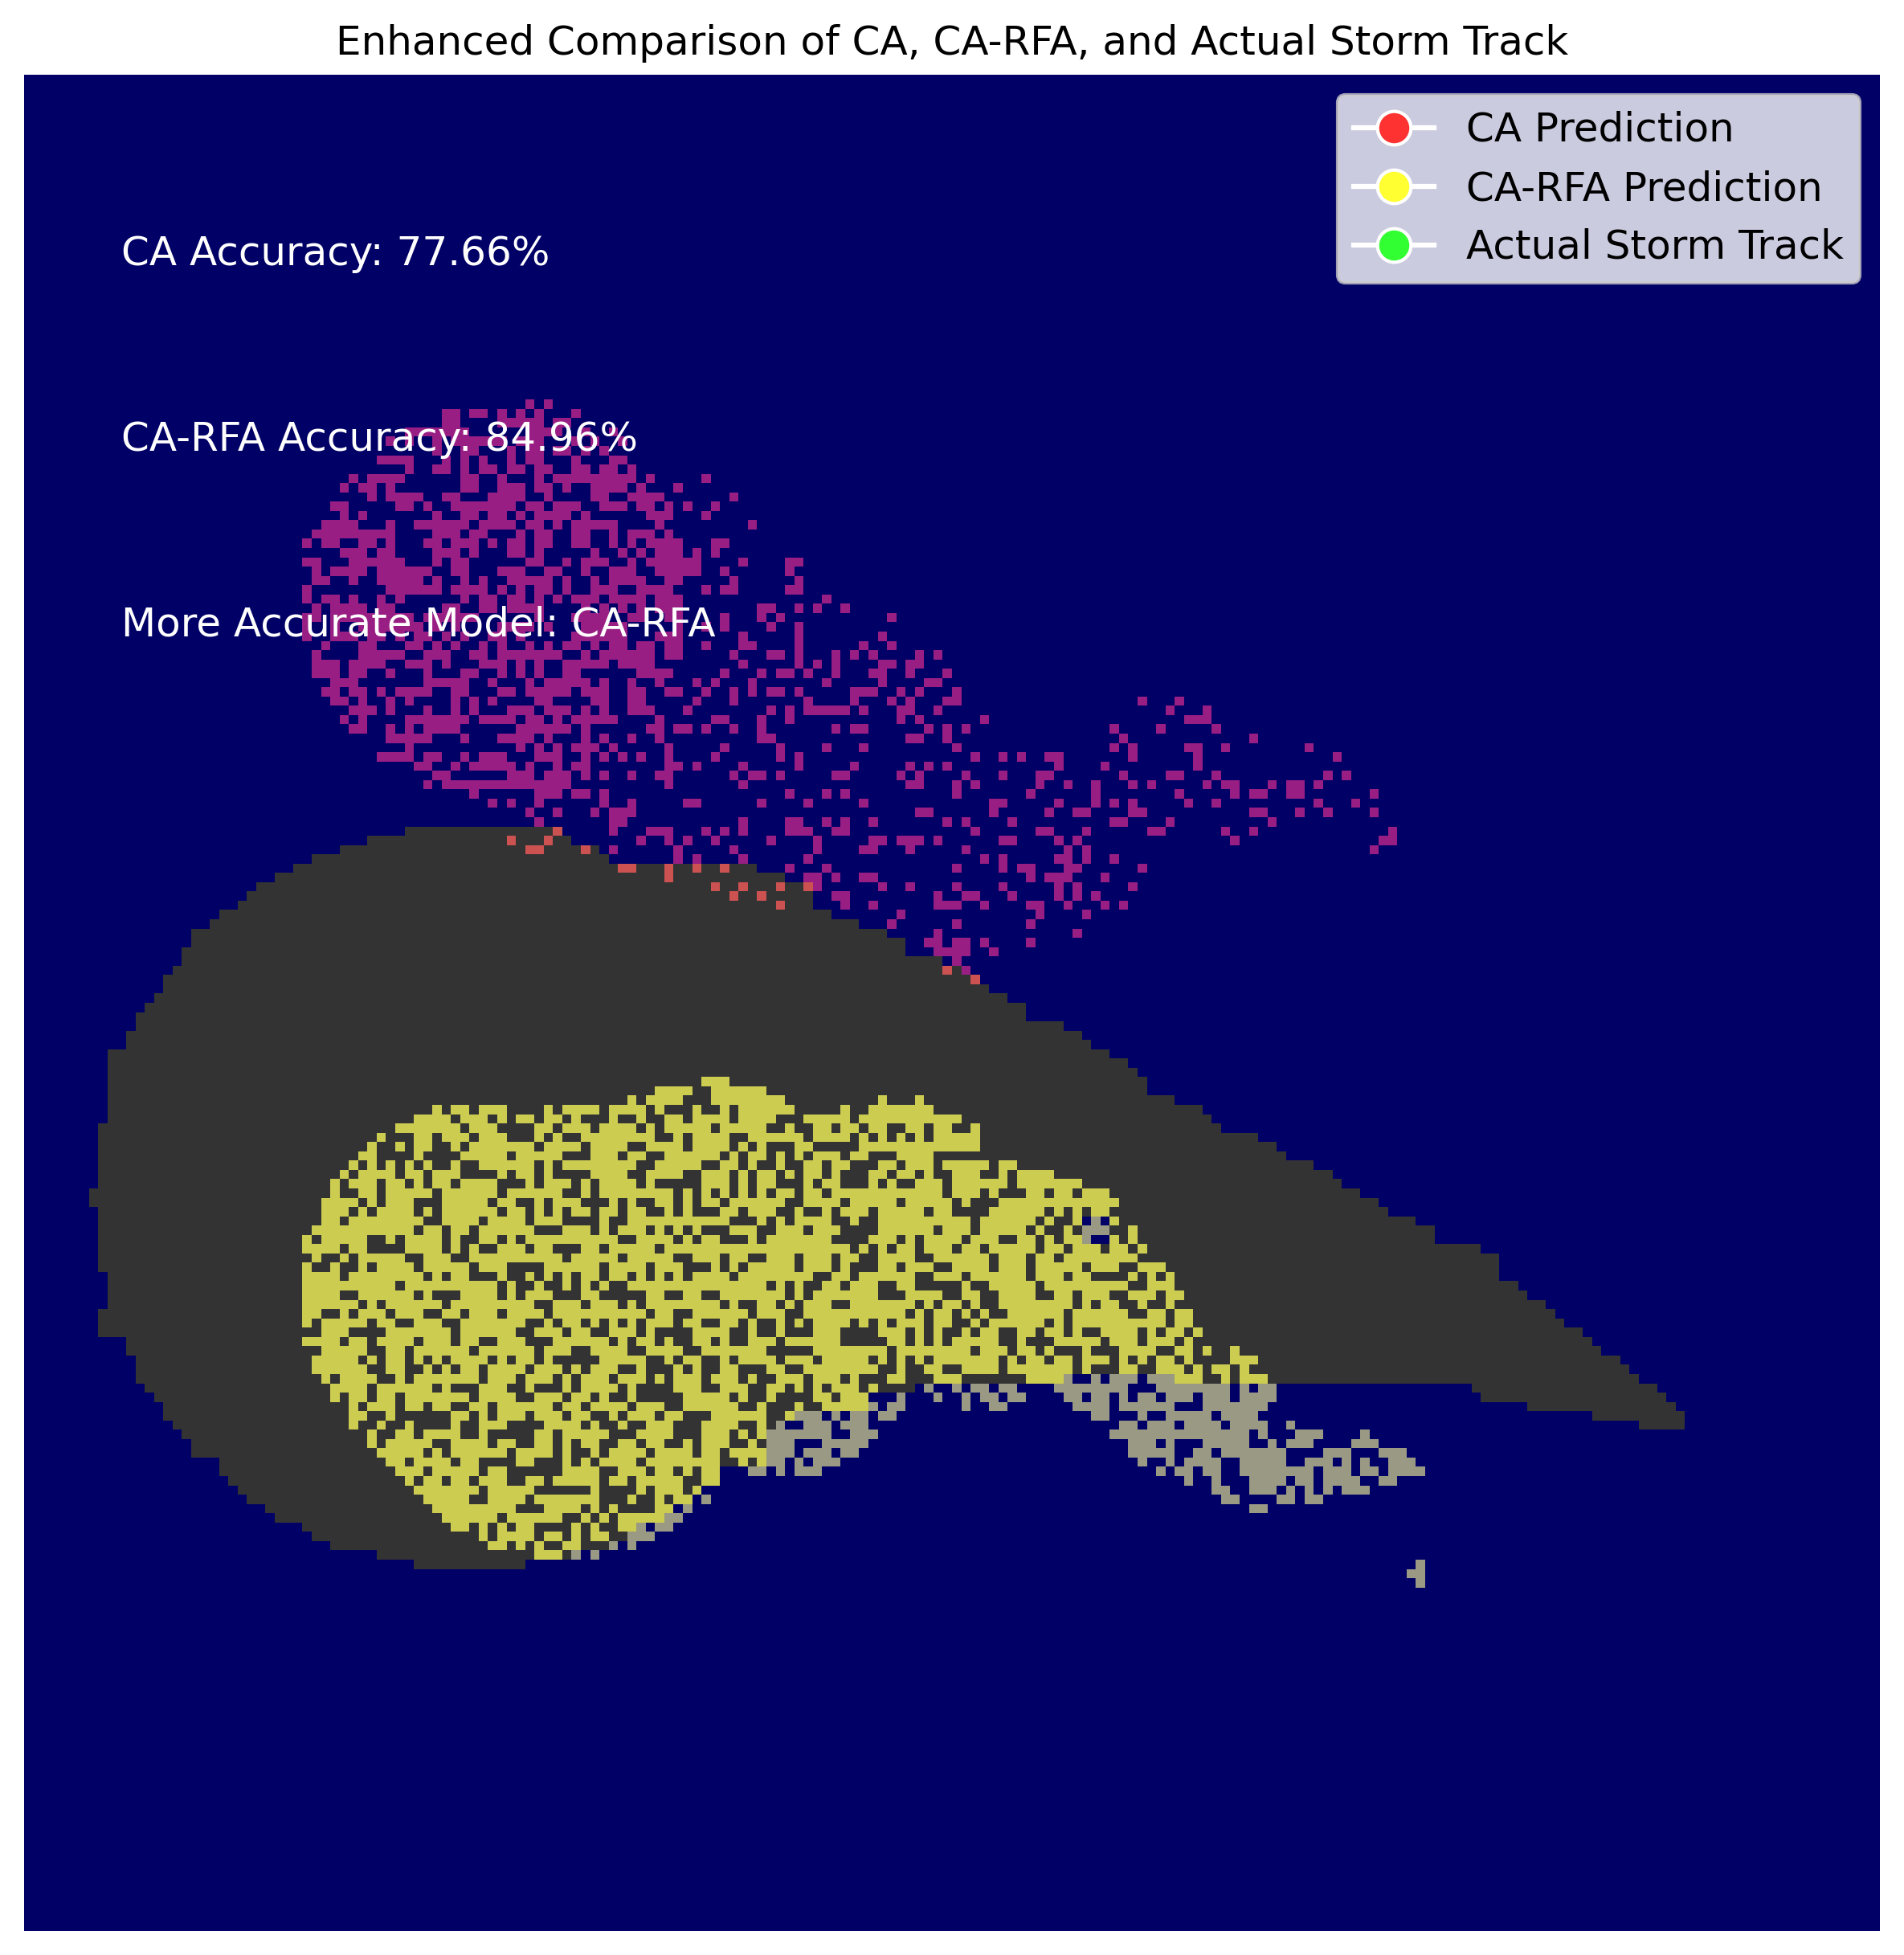 Enhanced Comparison of CA, CA-RFA, and Actual Storm Track
CA Prediction
CA-RFA Prediction
Actual Storm Track
CA Accuracy: 77.66%
CA-RFA Accuracy: 84.96%
More Accurate Model: CA-RFA